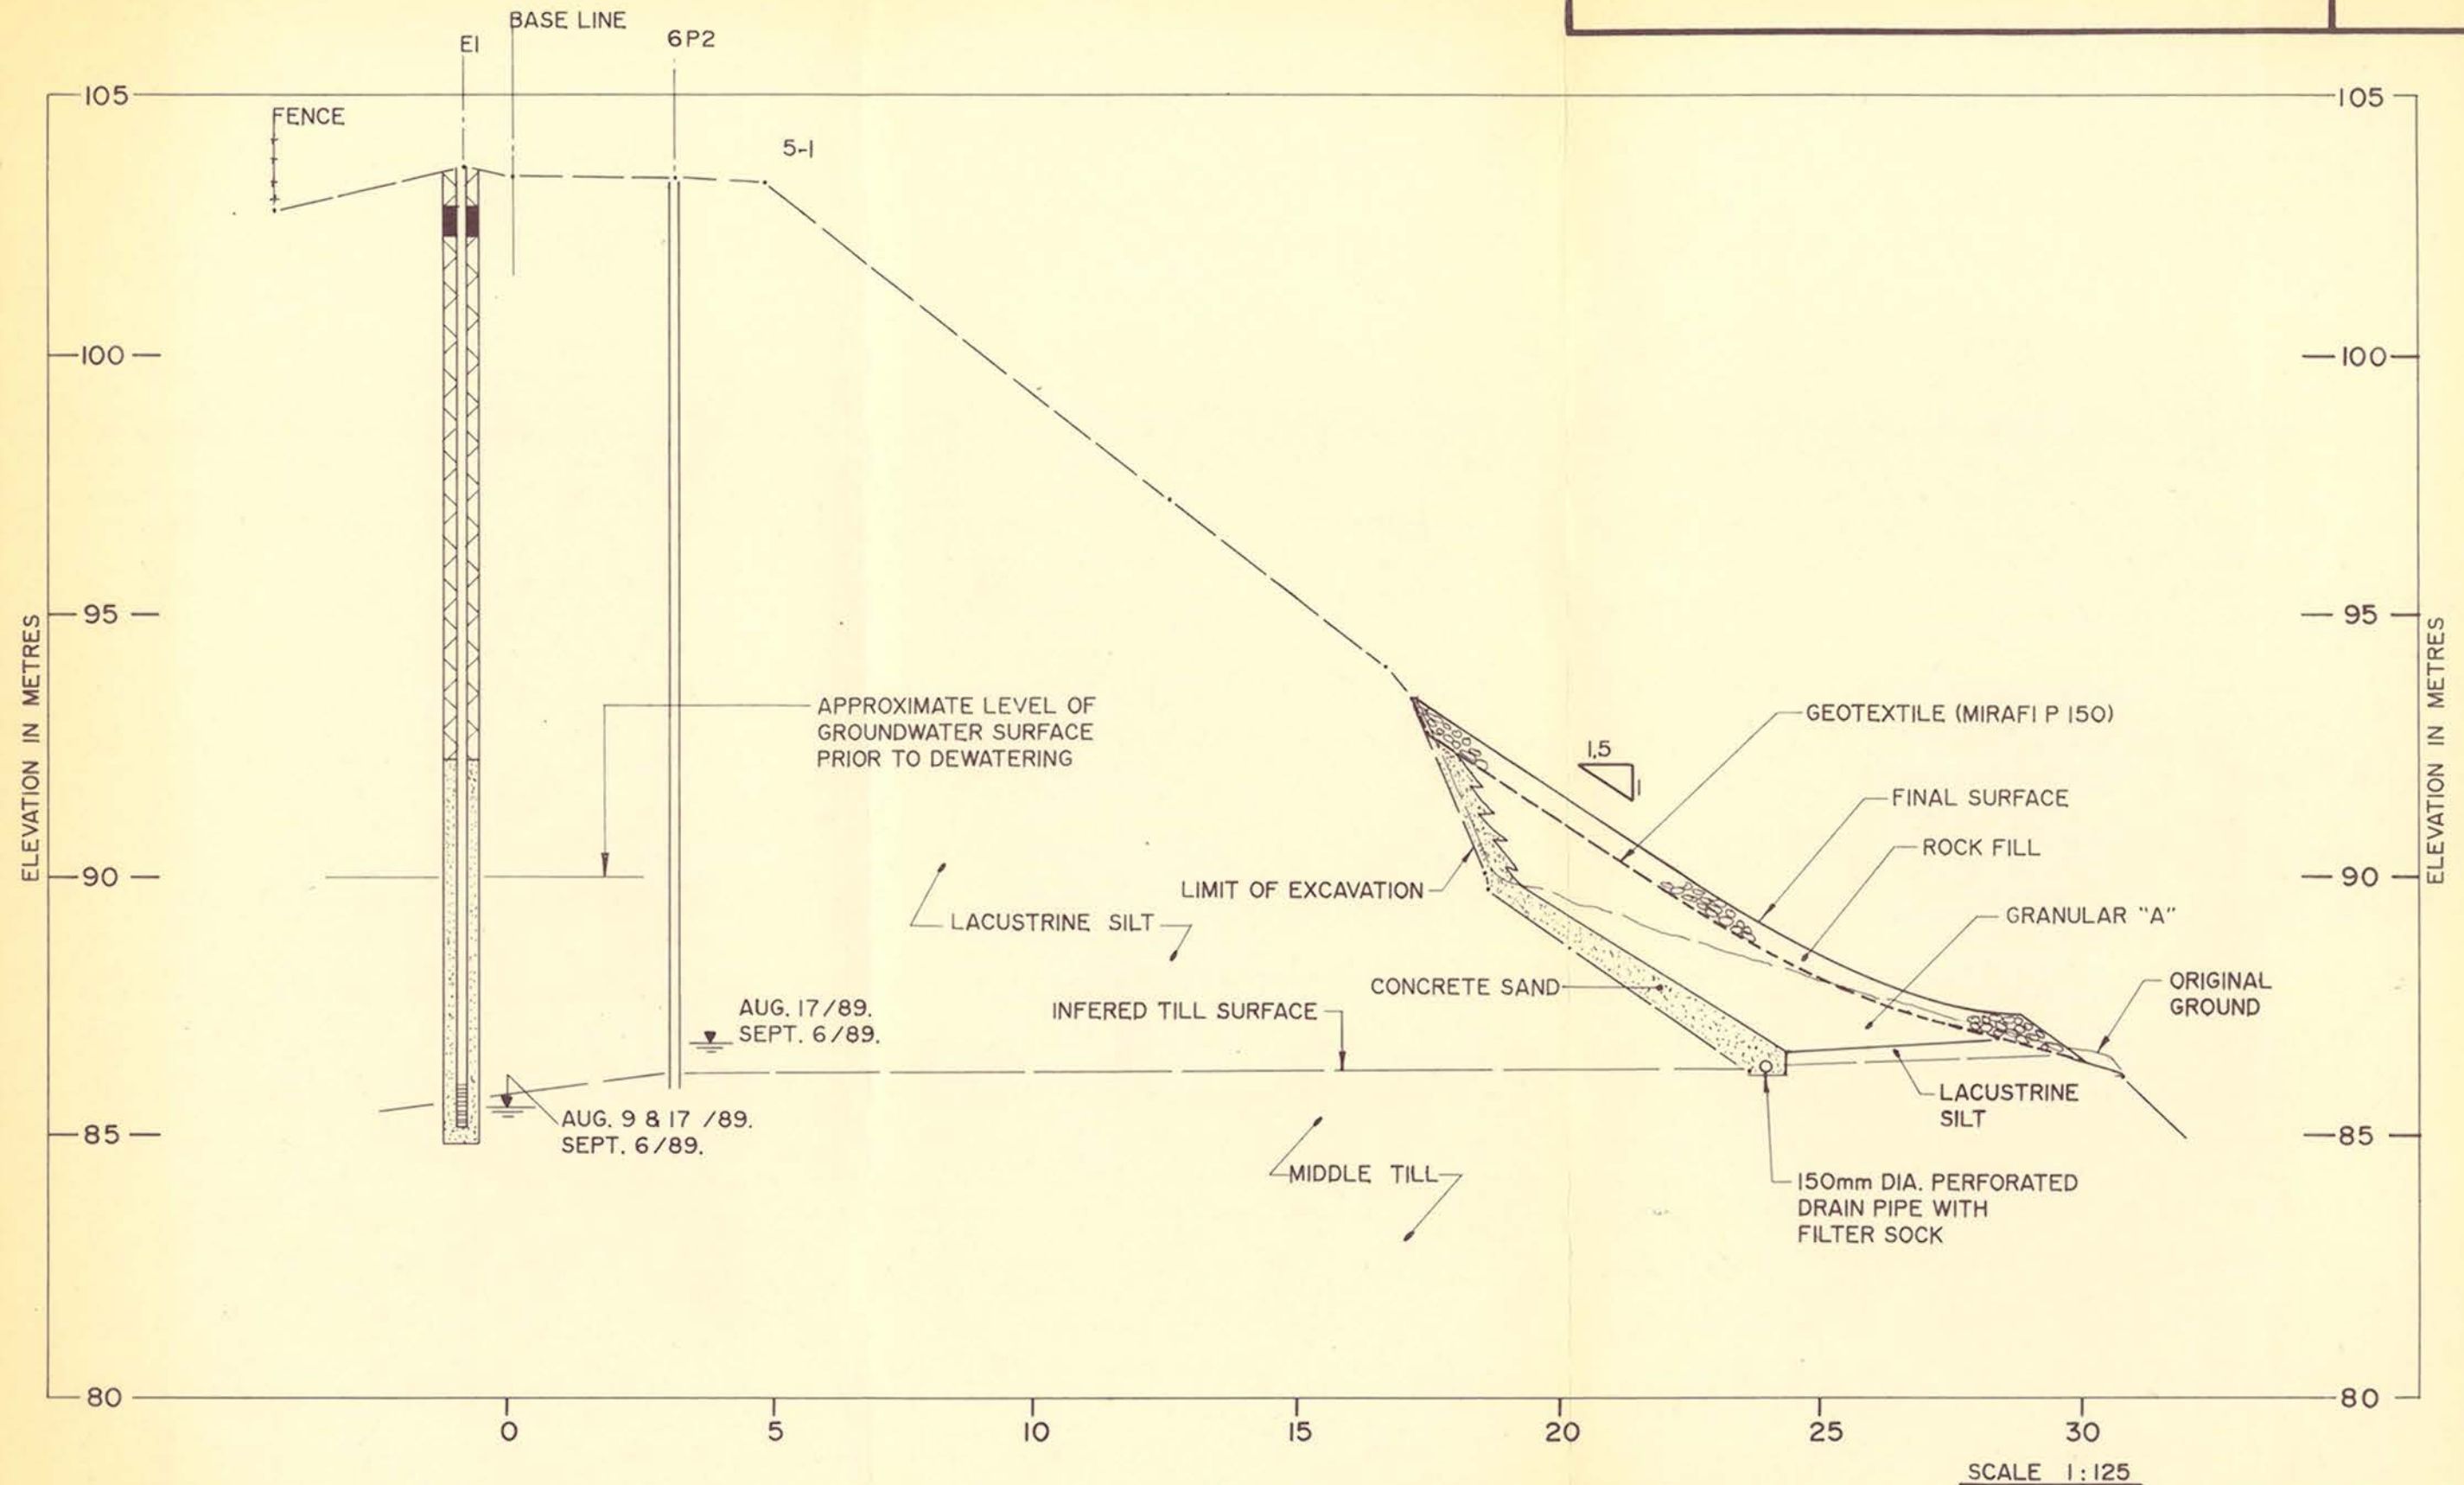 BASE LINE
E1
6P2
105
105
FENCE
5-1
100
100
95
95
ELEVATION IN METRES
ELEVATION IN METRES
APPROXIMATE LEVEL OF
GROUNDWATER SURFACE
PRIOR TO DEWATERING
GEOTEXTILE (MIRAFI P 150)
1.5
1
FINAL SURFACE
ROCK FILL
90
90
LIMIT OF EXCAVATION
LACUSTRINE SILT
GRANULAR "A"
CONCRETE SAND
ORIGINAL
GROUND
AUG. 17/89.
SEPT. 6/89.
INFERED TILL SURFACE
AUG. 9 & 17 /89.
SEPT. 6/89.
LACUSTRINE
SILT
85
85
MIDDLE TILL
150mm DIA. PERFORATED
DRAIN PIPE WITH
FILTER SOCK
80
80
0
5
10
15
20
25
30
SCALE 1:125